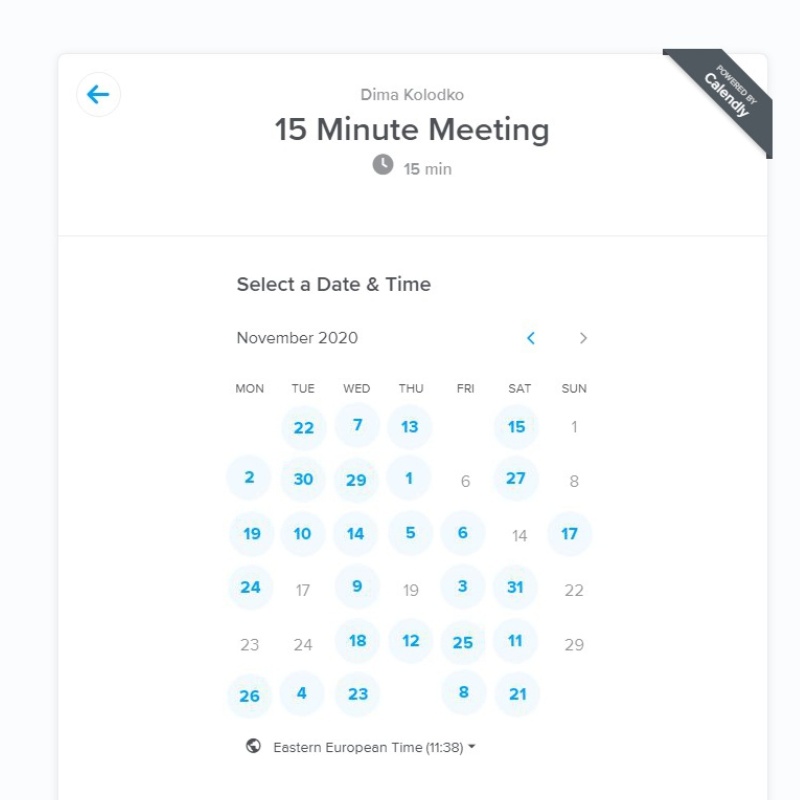 POWERED BY
Calendly
Dima Kolodko
15 Minute Meeting
15 min
Select a Date & Time
November 2020
MON TUE WED THU FRI SAT SUN
22 7 13 15 1
2 30 29 1 6 27 8
19 10 14 5 6 14 17
24 17 9 19 3 31 22
23 24 18 12 25 11 29
26 4 23 8 21
Eastern European Time (11:38)